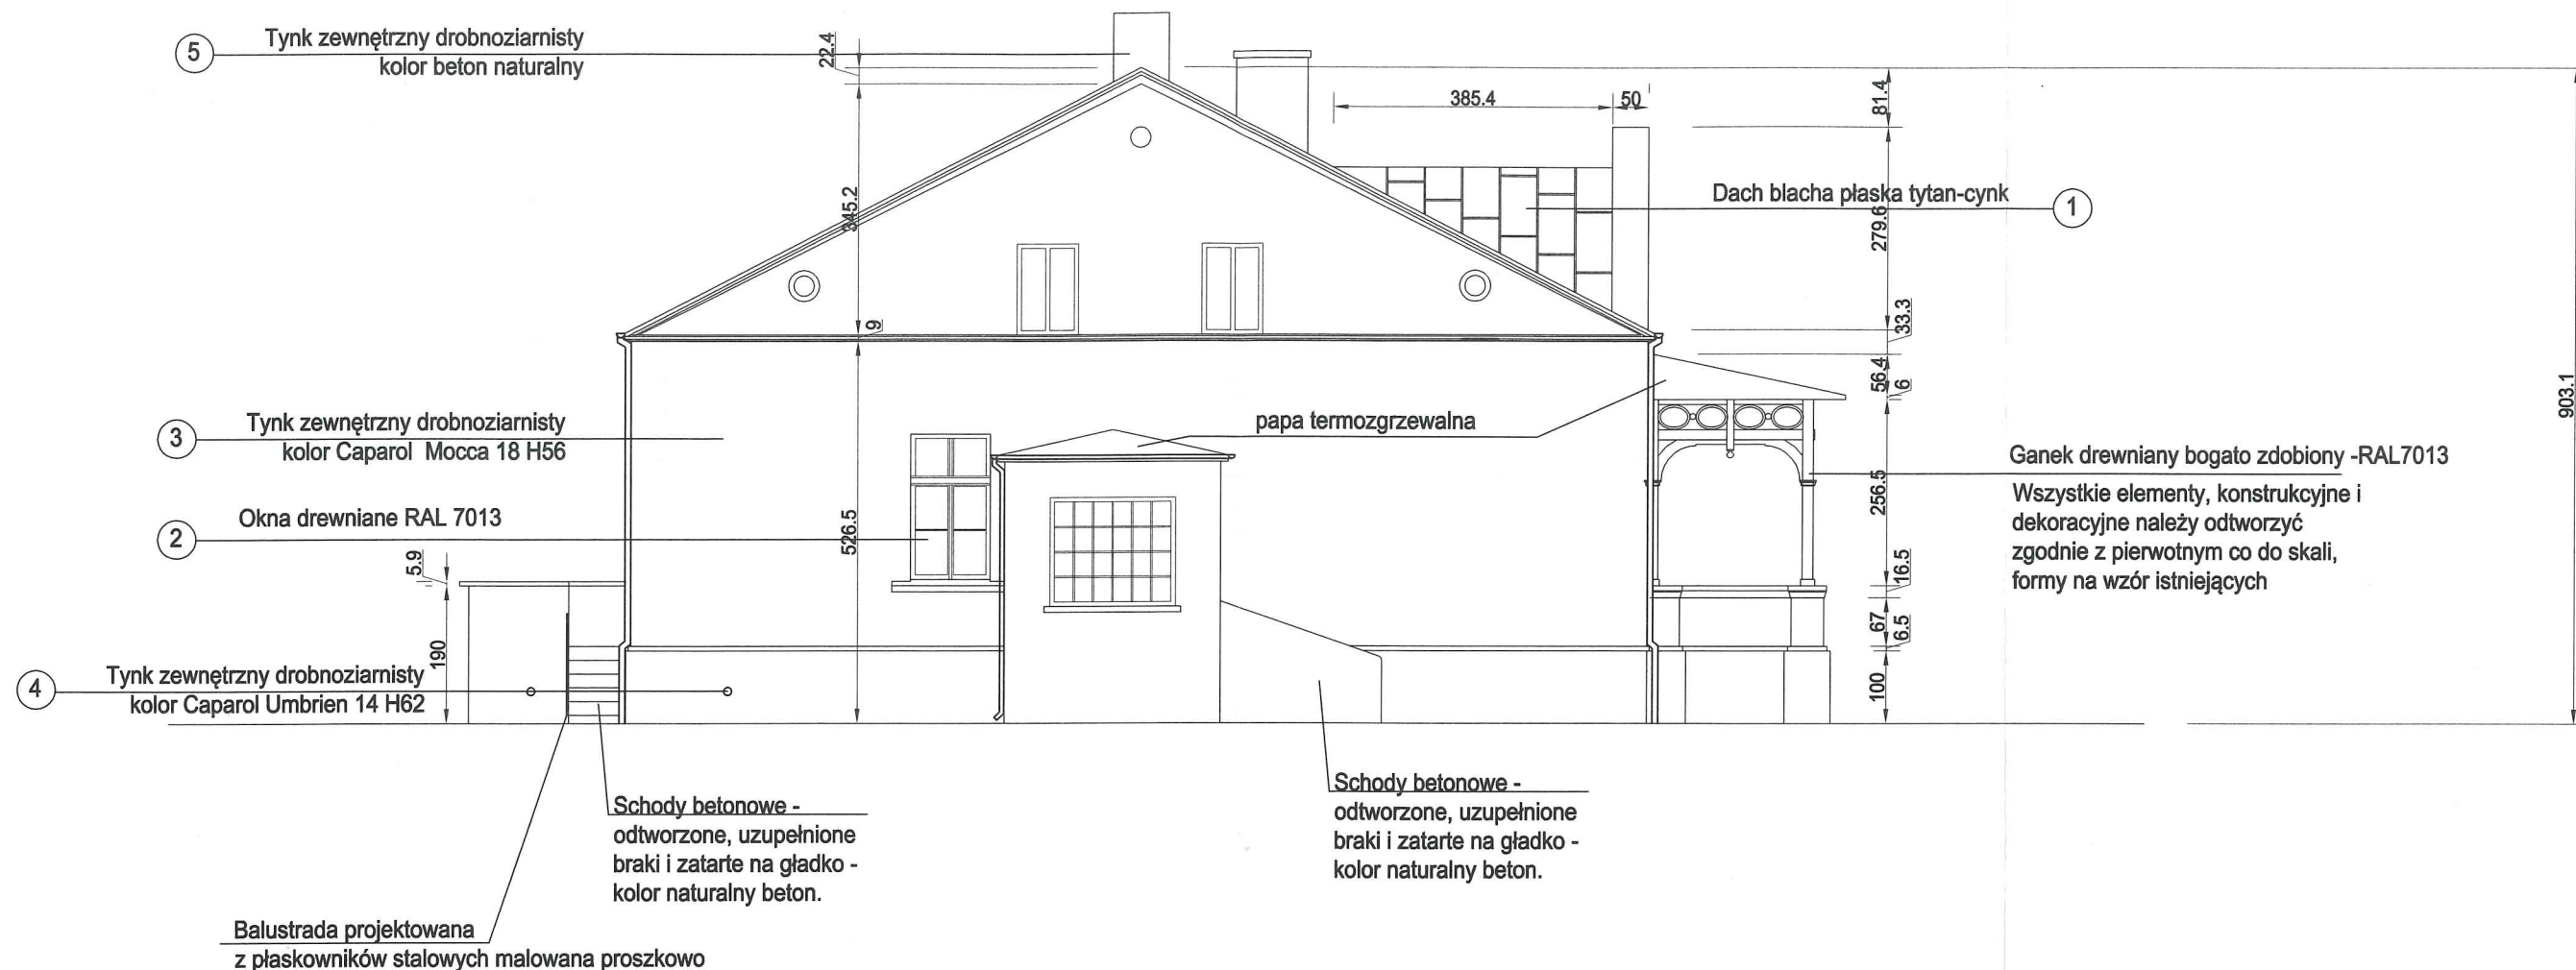 5
Tynk zewnętrzny drobnoziarnisty
kolor beton naturalny
22.4
385.4
50
81.4
345.2
Dach blacha płaska tytan-cynk
1
279.6
9
33.3
56.4
6
903.1
3
Tynk zewnętrzny drobnoziarnisty
kolor Caparol Mocca 18 H56
papa termozgrzewalna
Ganek drewniany bogato zdobiony -RAL7013
Wszystkie elementy, konstrukcyjne i
dekoracyjne należy odtworzyć
zgodnie z pierwotnym co do skali,
formy na wzór istniejących
256.5
2
Okna drewniane RAL 7013
526.5
5.9
16.5
190
67
6.5
4
Tynk zewnętrzny drobnoziarnisty
kolor Caparol Umbrien 14 H62
100
Schody betonowe -
odtworzone, uzupełnione
braki i zatarte na gładko -
kolor naturalny beton.
Schody betonowe -
odtworzone, uzupełnione
braki i zatarte na gładko -
kolor naturalny beton.
Balustrada projektowana
z płaskowników stalowych malowana proszkowo